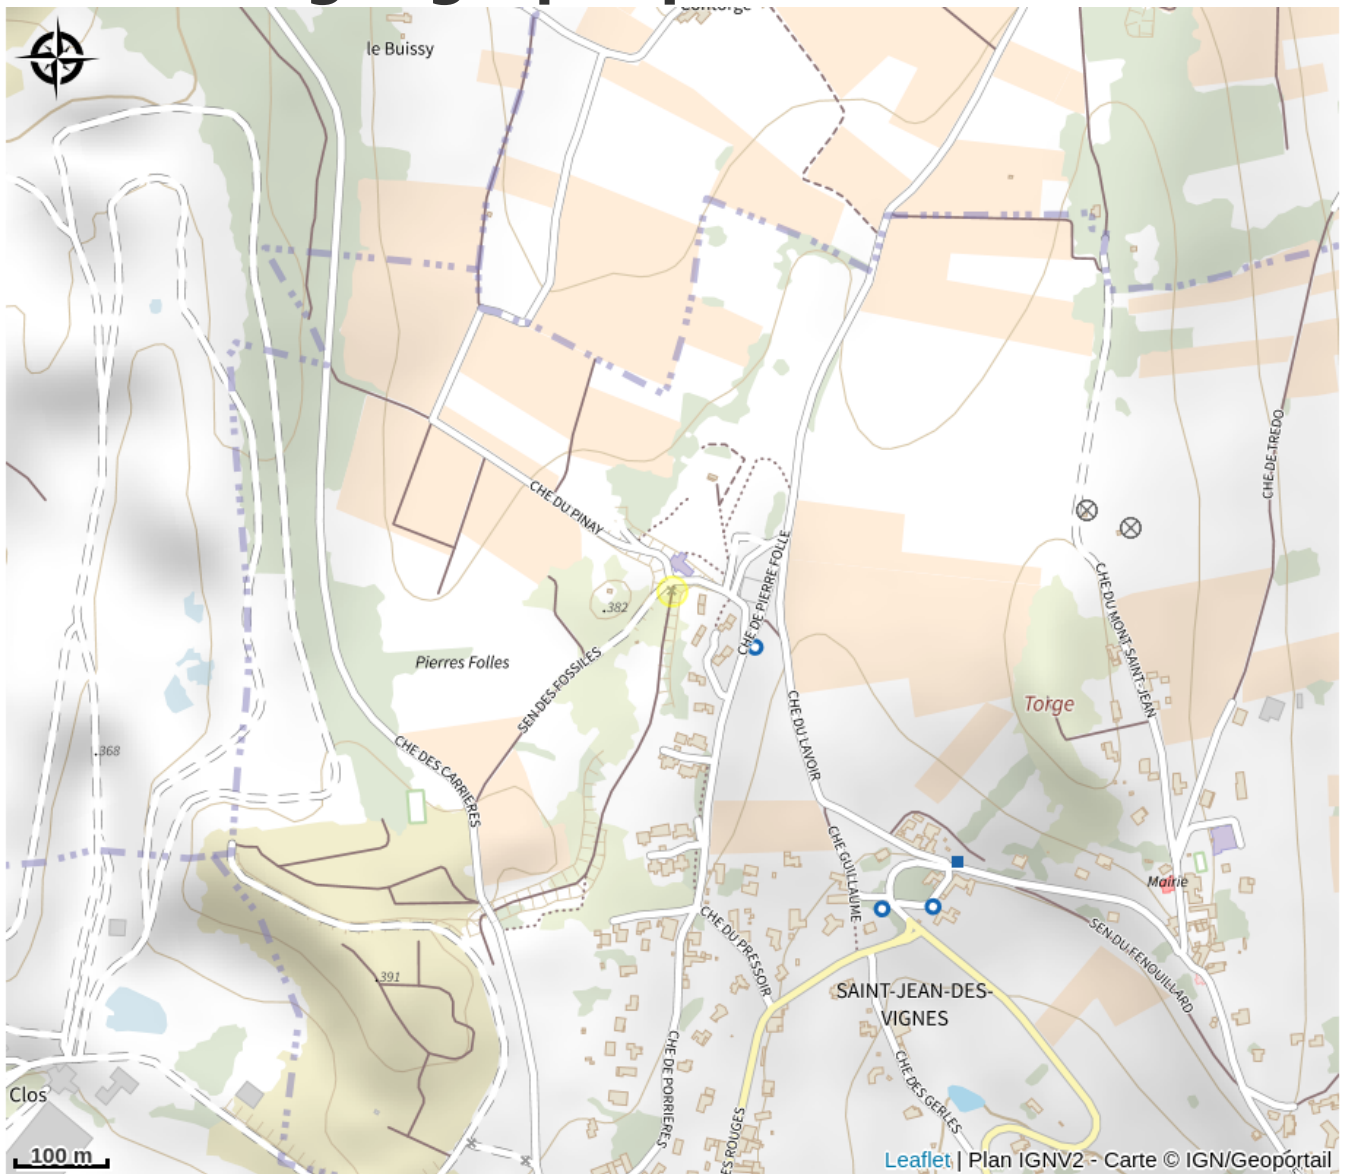 le Buissy
CHE DU PINAY
.382
CHE DE PIERRE FOLLE
CHE DE TREDO
CHE DU MONT SAINT-JEAN
Pierres Folles
SEN DES FOSSILES
Torge
CHE DU LAVOIR
.368
CHE DES CARRIERES
CHE GUILLAUME
Mairie
CHE DU PRESSOIR
SEN DU FENOUILLARD
.391
SAINT-JEAN-DES-
VIGNES
CHE DE PORRIERES
CHE DES GERLES
Clos
ES ROUGES
100 m
Leaflet | Plan IGNV2 - Carte © IGN/Geoportail